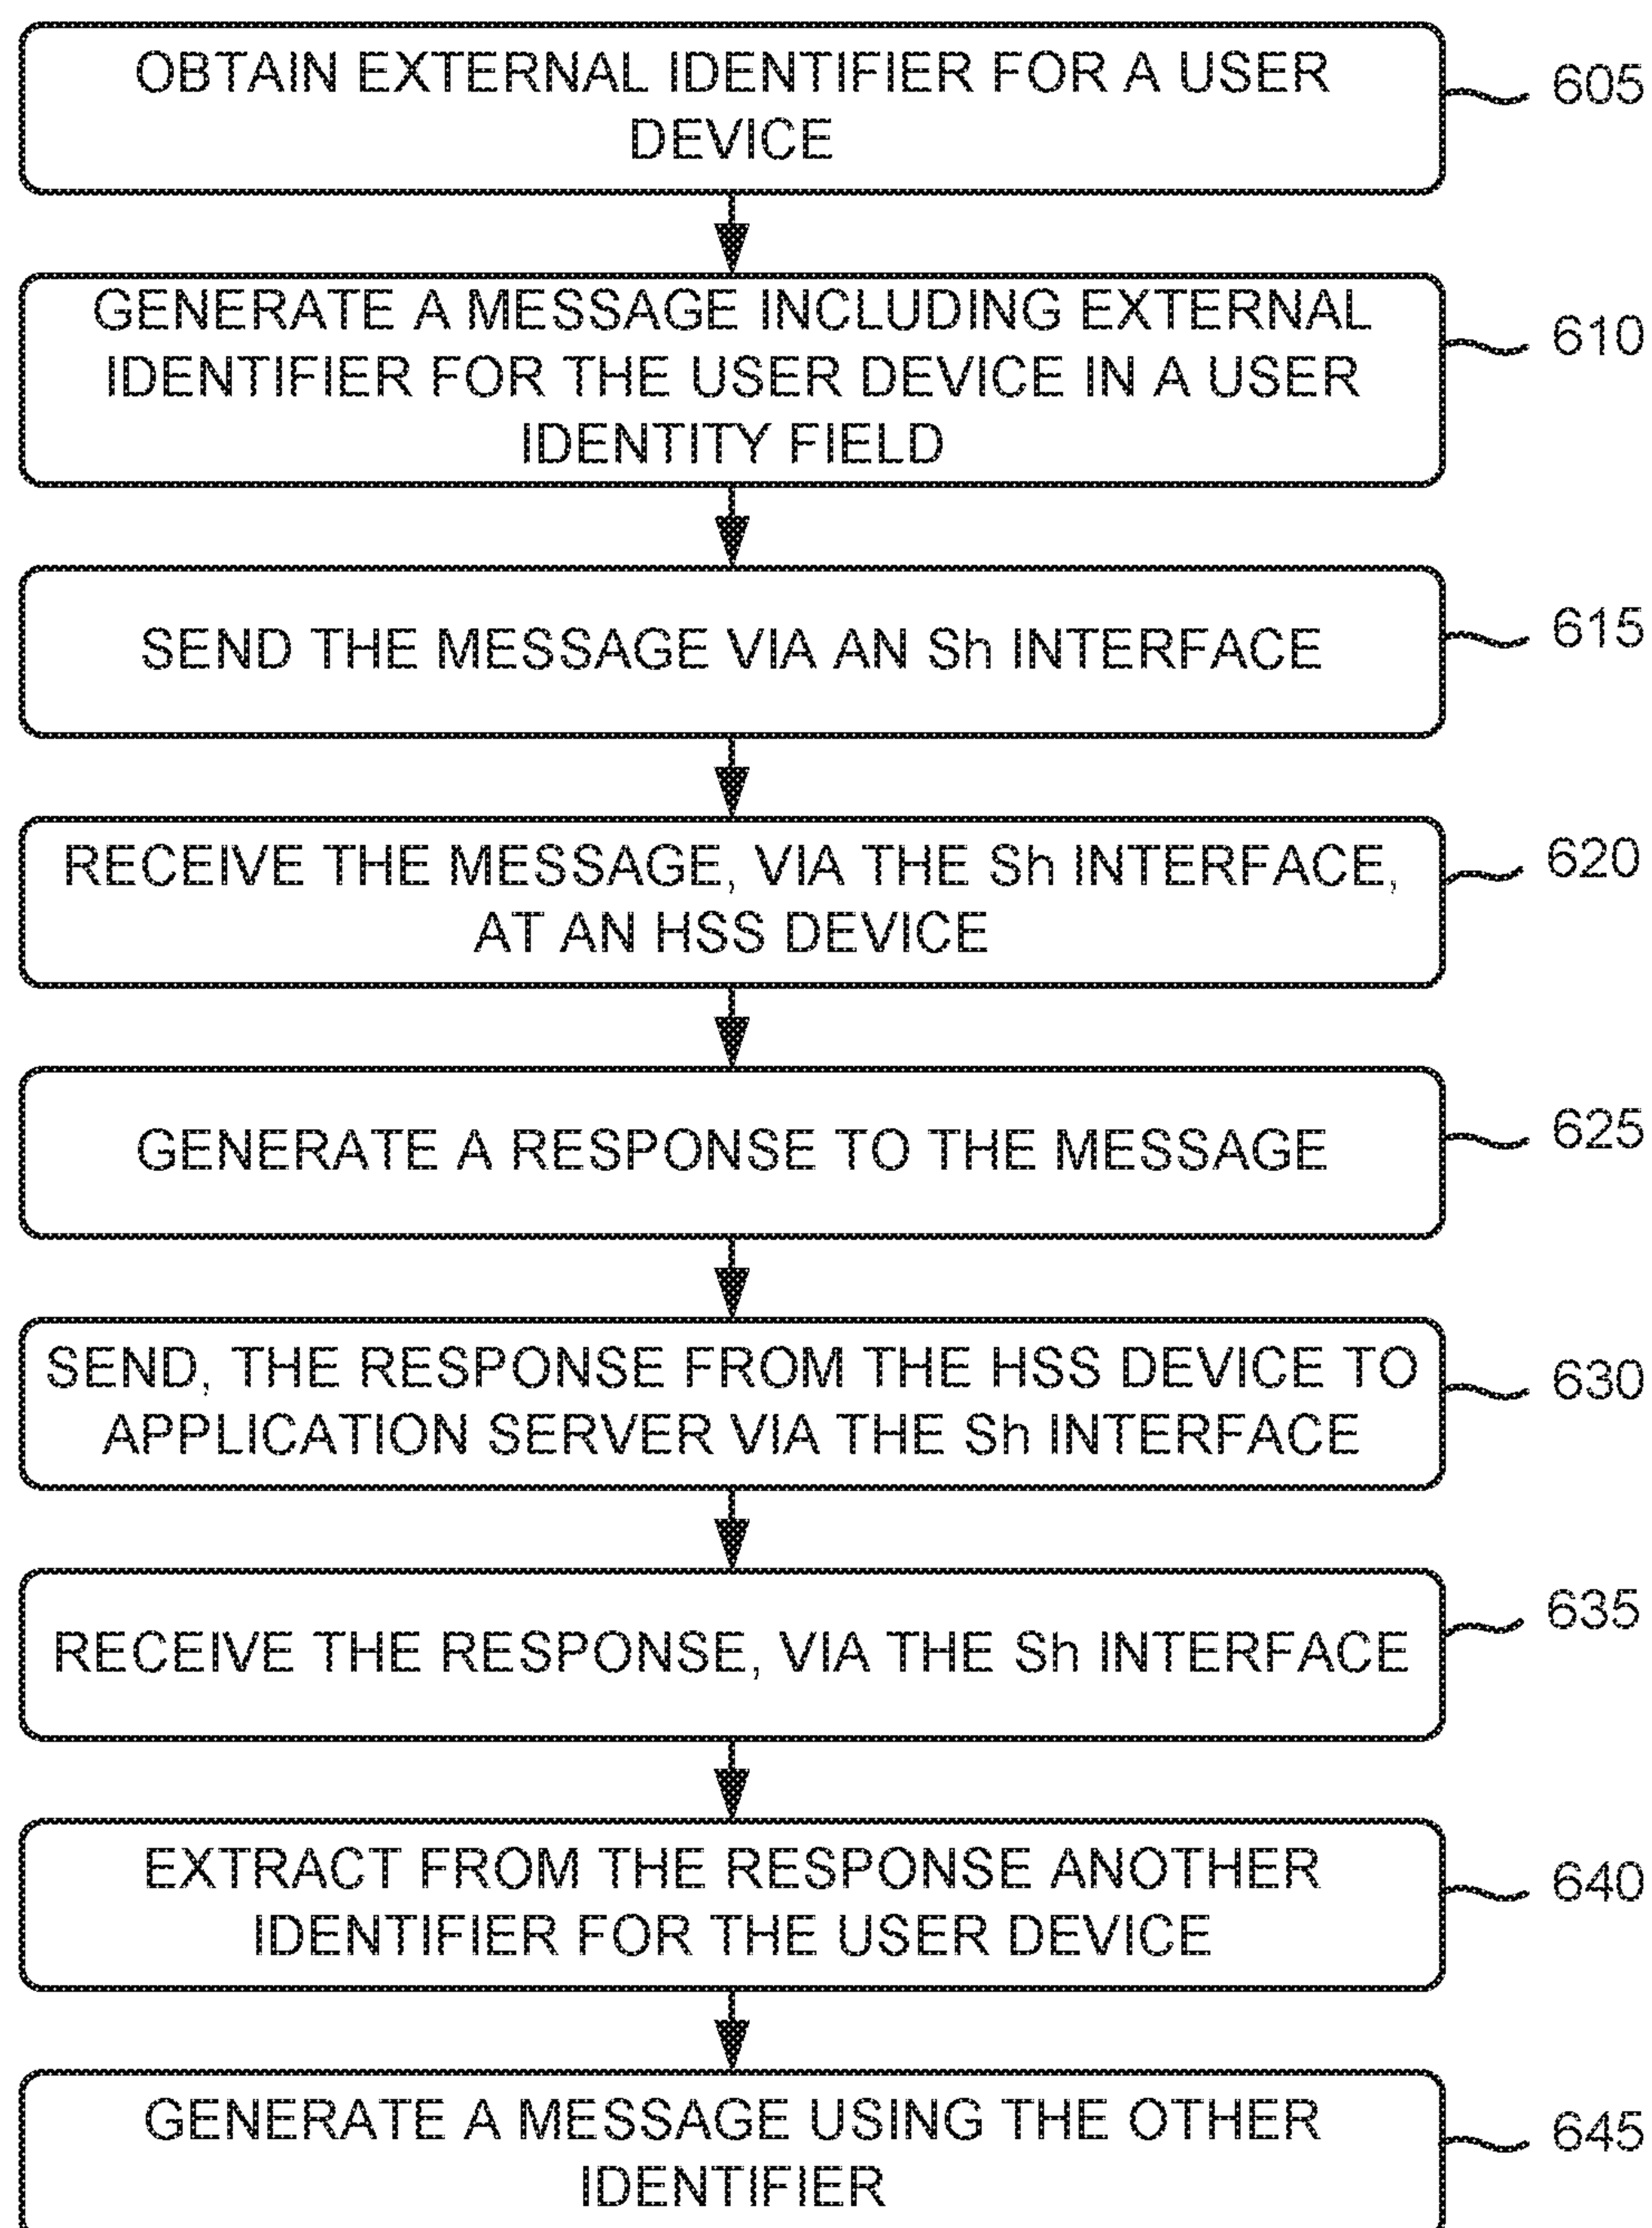 OBTAIN EXTERNAL IDENTIFIER FOR A USER
DEVICE
605
GENERATE A MESSAGE INCLUDING EXTERNAL
IDENTIFIER FOR THE USER DEVICE IN A USER
IDENTITY FIELD
610
SEND THE MESSAGE VIA AN Sh INTERFACE
615
RECEIVE THE MESSAGE, VIA THE Sh INTERFACE,
AT AN HSS DEVICE
620
GENERATE A RESPONSE TO THE MESSAGE
625
SEND, THE RESPONSE FROM THE HSS DEVICE TO
APPLICATION SERVER VIA THE Sh INTERFACE
630
RECEIVE THE RESPONSE, VIA THE Sh INTERFACE
635
EXTRACT FROM THE RESPONSE ANOTHER
IDENTIFIER FOR THE USER DEVICE
640
GENERATE A MESSAGE USING THE OTHER
IDENTIFIER
645